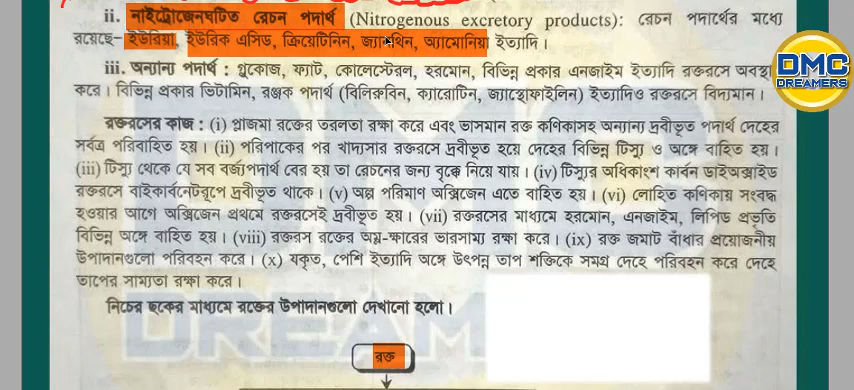 ii. নাইট্রোজেনঘটিত রেচন পদার্থ (Nitrogenous excretory products): রেচন পদার্থের মধ্যে
রয়েছে– ইউরিয়া, ইউরিক এসিড, ক্রিয়েটিনিন, জ্যানথিন, অ্যামোনিয়া ইত্যাদি।
iii. অন্যান্য পদার্থ : গ্লুকোজ, ফ্যাট, কোলেস্টেরল, হরমোন, বিভিন্ন প্রকার এনজাইম ইত্যাদি রক্তরসে অবস্থা
করে। বিভিন্ন প্রকার ভিটামিন, রঞ্জক পদার্থ (বিলিরুবিন, ক্যারোটিন, জ্যান্থোফাইলিন) ইত্যাদিও রক্তরসে বিদ্যমান।
রক্তরসের কাজ : (i) প্লাজমা রক্তের তরলতা রক্ষা করে এবং ভাসমান রক্ত কণিকাসহ অন্যান্য দ্রবীভূত পদার্থ দেহের
সর্বত্র পরিবাহিত হয়। (ii) পরিপাকের পর খাদ্যসার রক্তরসে দ্রবীভূত হয়ে দেহের বিভিন্ন টিস্যু ও অঙ্গে বাহিত হয়।
(iii) টিস্যু থেকে যে সব বর্জ্যপদার্থ বের হয় তা রেচনের জন্য বৃক্কে নিয়ে যায়। (iv) টিস্যুর অধিকাংশ কার্বন ডাইঅক্সাইড
রক্তরসে বাইকার্বনেটরূপে দ্রবীভূত থাকে। (v) অল্প পরিমাণ অক্সিজেন এতে বাহিত হয়। (vi) লোহিত কণিকায় সংবদ্ধ
হওয়ার আগে অক্সিজেন প্রথমে রক্তরসেই দ্রবীভূত হয়। (vii) রক্তরসের মাধ্যমে হরমোন, এনজাইম, লিপিড প্রভৃতি
বিভিন্ন অঙ্গে বাহিত হয়। (viii) রক্তরস রক্তের অম্ল-ক্ষারের ভারসাম্য রক্ষা করে। (ix) রক্ত জমাট বাঁধার প্রয়োজনীয়
উপাদানগুলো পরিবহন করে। (x) যকৃত, পেশি ইত্যাদি অঙ্গে উৎপন্ন তাপ শক্তিকে সমগ্র দেহে পরিবহন করে দেহে
তাপের সাম্যতা রক্ষা করে।
নিচের ছকের মাধ্যমে রক্তের উপাদানগুলো দেখানো হলো।
রক্ত
DMC
DREAMERS
DREAM